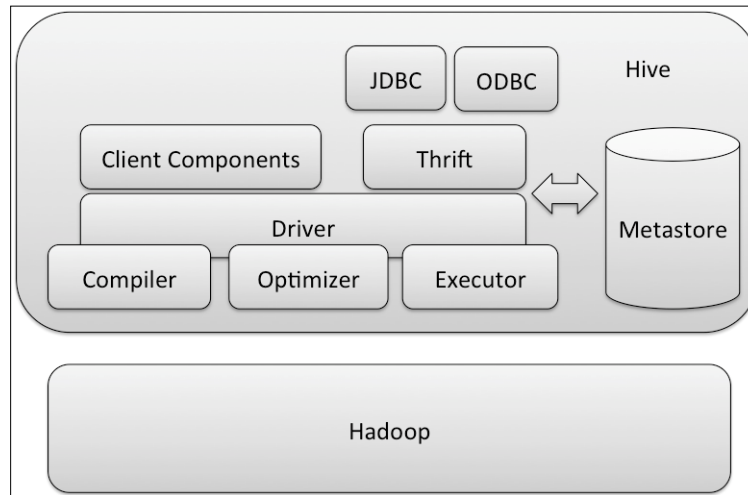 JDBC
ODBC
Hive
Client Components
Thrift
Driver
Metastore
Compiler
Optimizer
Executor
Hadoop